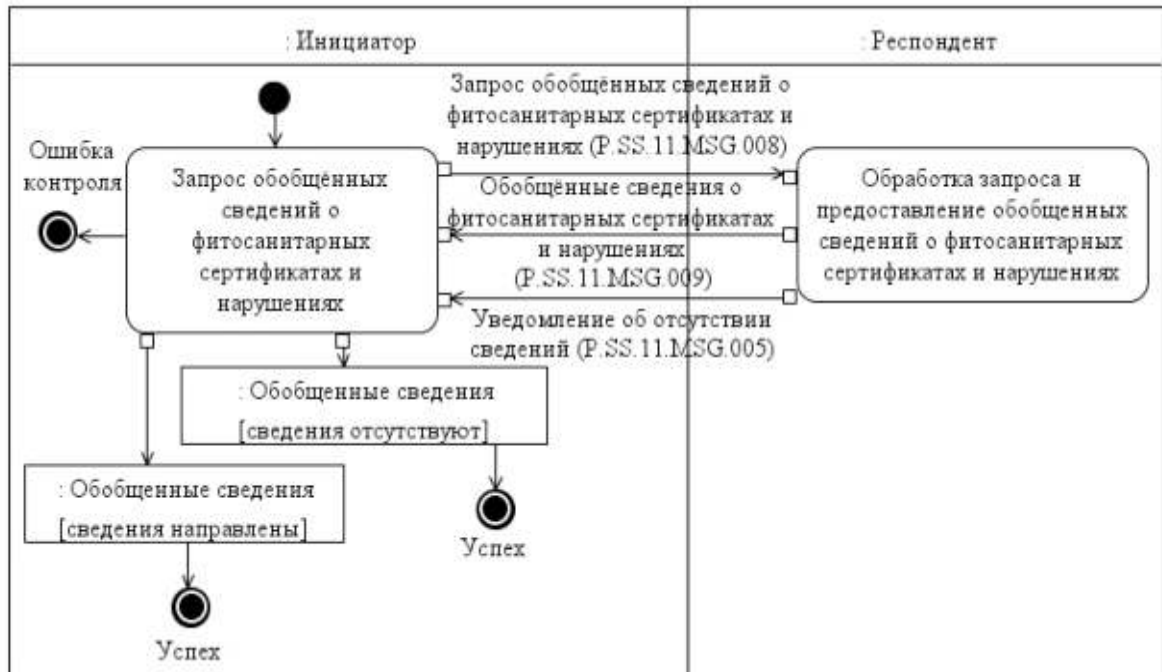 : Инициатор
: Респондент
Запрос обобщённых сведений о
фитосанитарных сертификатах и
нарушениях (P.SS.11.MSG.008)
Ошибка
контроля
Запрос обобщённых
сведений о
фитосанитарных
сертификатах и
нарушениях
Обобщённые сведения о
фитосанитарных сертификатах
и нарушениях
(P.SS.11.MSG.009)
Обработка запроса и
предоставление обобщенных
сведений о фитосанитарных
сертификатах и нарушениях
Уведомление об отсутствии
сведений (P.SS.11.MSG.005)
: Обобщенные сведения
[сведения отсутствуют]
: Обобщенные сведения
[сведения направлены]
Успех
Успех